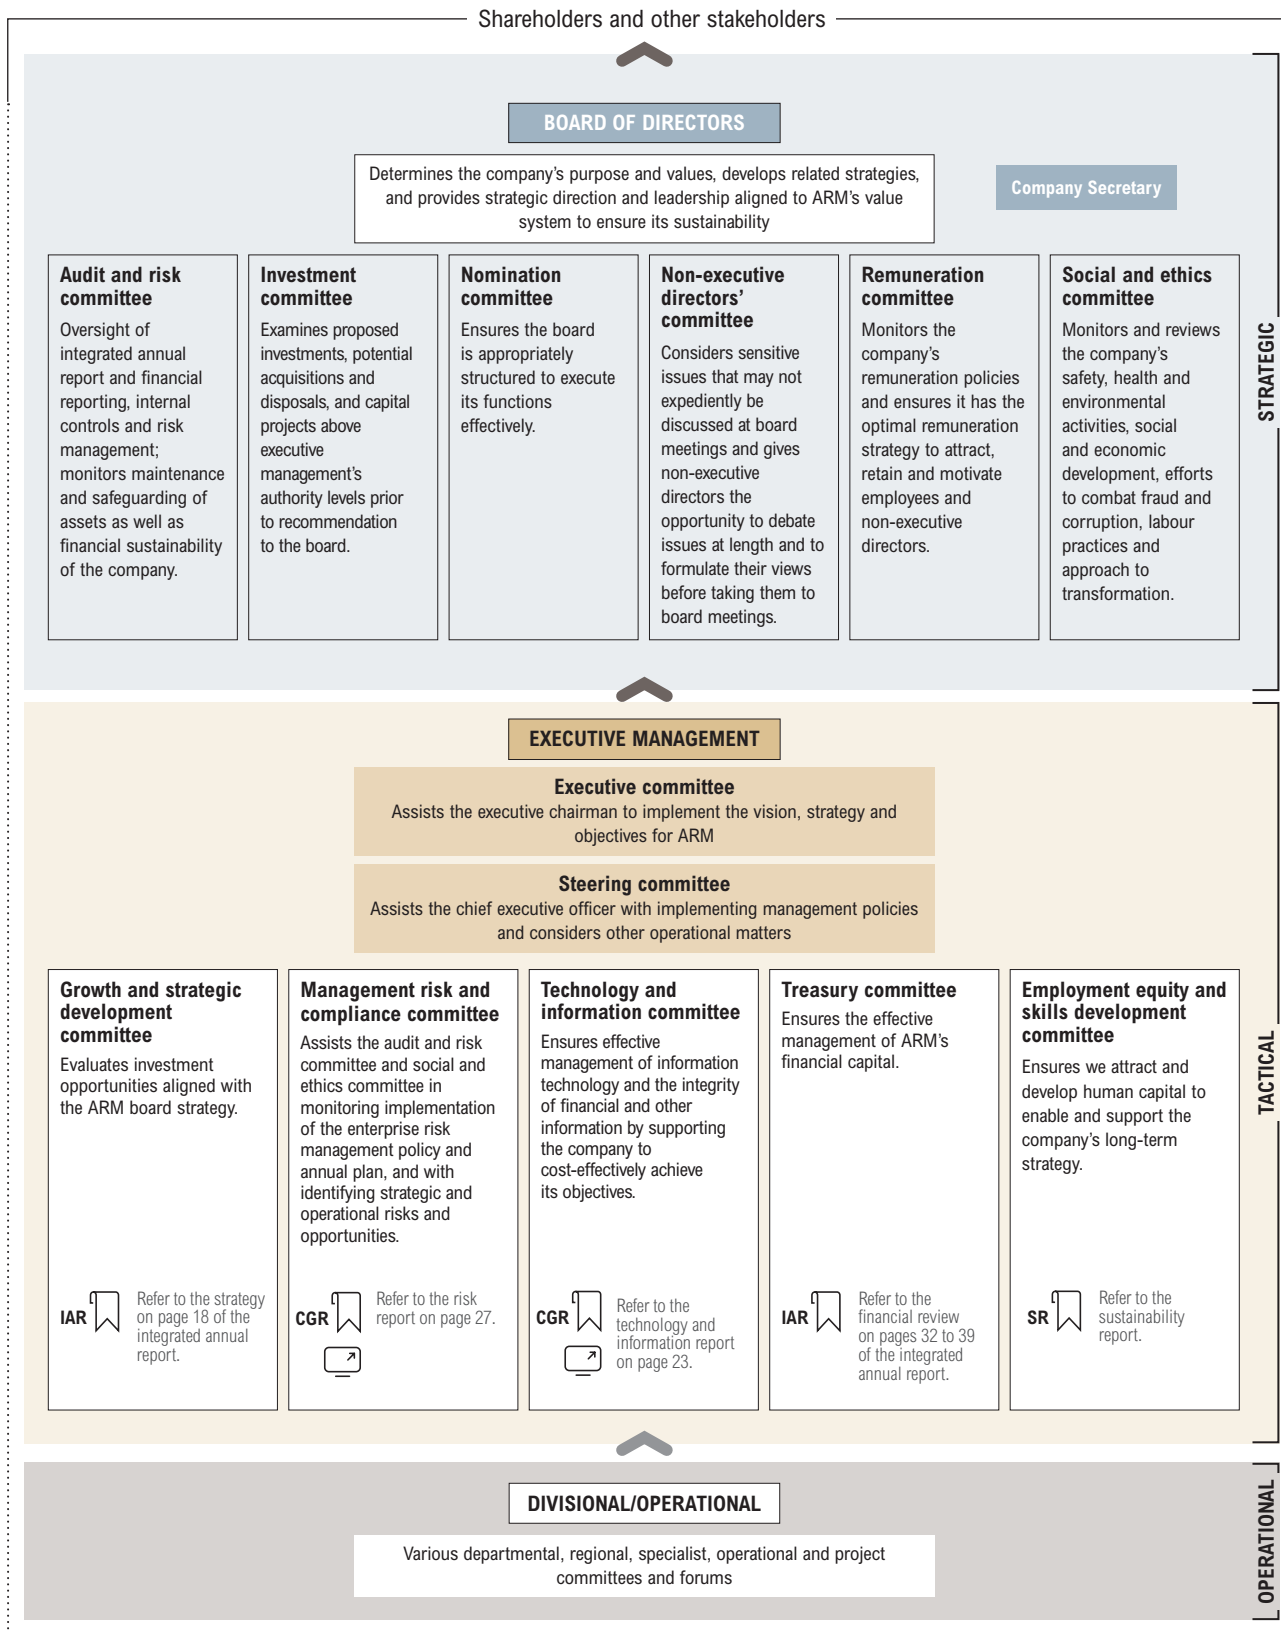 Shareholders and other stakeholders
BOARD OF DIRECTORS
Determines the company's purpose and values, develops related strategies,
and provides strategic direction and leadership aligned to ARM's value
system to ensure its sustainability
Company Secretary
Audit and risk
committee
Oversight of
integrated annual
report and financial
reporting, internal
controls and risk
management;
monitors maintenance
and safeguarding of
assets as well as
financial sustainability
of the company.
Investment
committee
Examines proposed
investments, potential
acquisitions and
disposals, and capital
projects above
executive
management's
authority levels prior
to recommendation
to the board.
Nomination
committee
Ensures the board
is appropriately
structured to execute
its functions
effectively.
Non-executive
directors'
committee
Considers sensitive
issues that may not
expediently be
discussed at board
meetings and gives
non-executive
directors the
opportunity to debate
issues at length and to
formulate their views
before taking them to
board meetings.
Remuneration
committee
Monitors the
company's
remuneration policies
and ensures it has the
optimal remuneration
strategy to attract,
retain and motivate
employees and
non-executive
directors.
Social and ethics
committee
Monitors and reviews
the company's
safety, health and
environmental
activities, social
and economic
development, efforts
to combat fraud and
corruption, labour
practices and
approach to
transformation.
STRATEGIC
EXECUTIVE MANAGEMENT
Executive committee
Assists the executive chairman to implement the vision, strategy and
objectives for ARM
Steering committee
Assists the chief executive officer with implementing management policies
and considers other operational matters
Growth and strategic
development
committee
Evaluates investment
opportunities aligned with
the ARM board strategy.
IAR
Refer to the strategy
on page 18 of the
integrated annual
report.
Management risk and
compliance committee
Assists the audit and risk
committee and social and
ethics committee in
monitoring implementation
of the enterprise risk
management policy and
annual plan, and with
identifying strategic and
operational risks and
opportunities.
CGR
Refer to the risk
report on page 27.
Technology and
information committee
Ensures effective
management of information
technology and the integrity
of financial and other
information by supporting
the company to
cost-effectively achieve
its objectives.
CGR
Refer to the
technology and
information report
on page 23.
Treasury committee
Ensures the effective
management of ARM's
financial capital.
IAR
Refer to the
financial review
on pages 32 to 39
of the integrated
annual report.
Employment equity and
skills development
committee
Ensures we attract and
develop human capital to
enable and support the
company's long-term
strategy.
SR
Refer to the
sustainability
report.
TACTICAL
DIVISIONAL/OPERATIONAL
Various departmental, regional, specialist, operational and project
committees and forums
OPERATIONAL